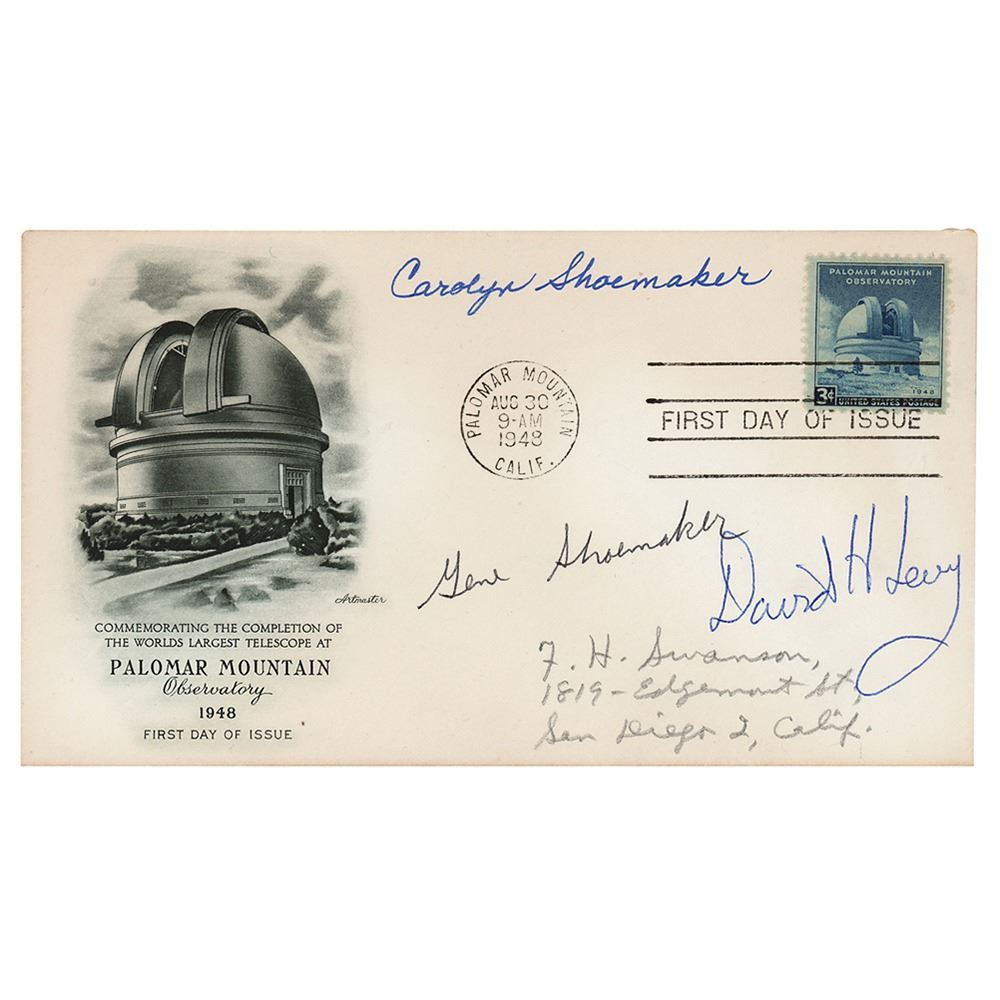 Carolyn Shoemaker
PALOMAR MOUNTAIN
OBSERVATORY
1948
3¢ UNITED STATES POSTAGE
PALOMAR MOUNTAIN
AUG 30
9-AM
1948
CALIF.
FIRST DAY OF ISSUE
Gene Shoemaker
David H Levy
F. H. Swanson,
1819 - Edgemont St,
San Diego 2, Calif.
Artmaster
COMMEMORATING THE COMPLETION OF
THE WORLDS LARGEST TELESCOPE AT
PALOMAR MOUNTAIN
Observatory
1948
FIRST DAY OF ISSUE